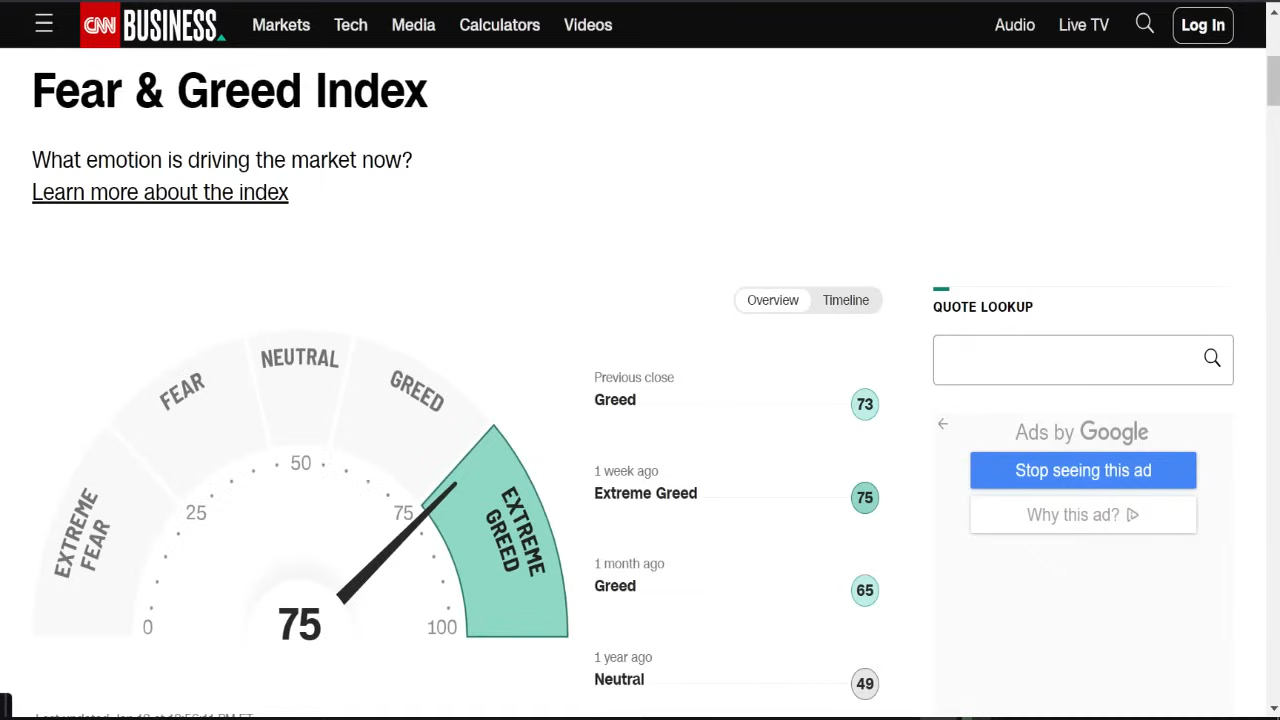 CNN BUSINESS Markets Tech Media Calculators Videos Audio Live TV Log In
Fear & Greed Index
What emotion is driving the market now?
Learn more about the index
Overview Timeline
QUOTE LOOKUP
EXTREME
FEAR
FEAR
NEUTRAL
GREED
EXTREME
GREED
0
25
50
75
100
75
Previous close
Greed 73
1 week ago
Extreme Greed 75
1 month ago
Greed 65
1 year ago
Neutral 49
Ads by Google
Stop seeing this ad
Why this ad?